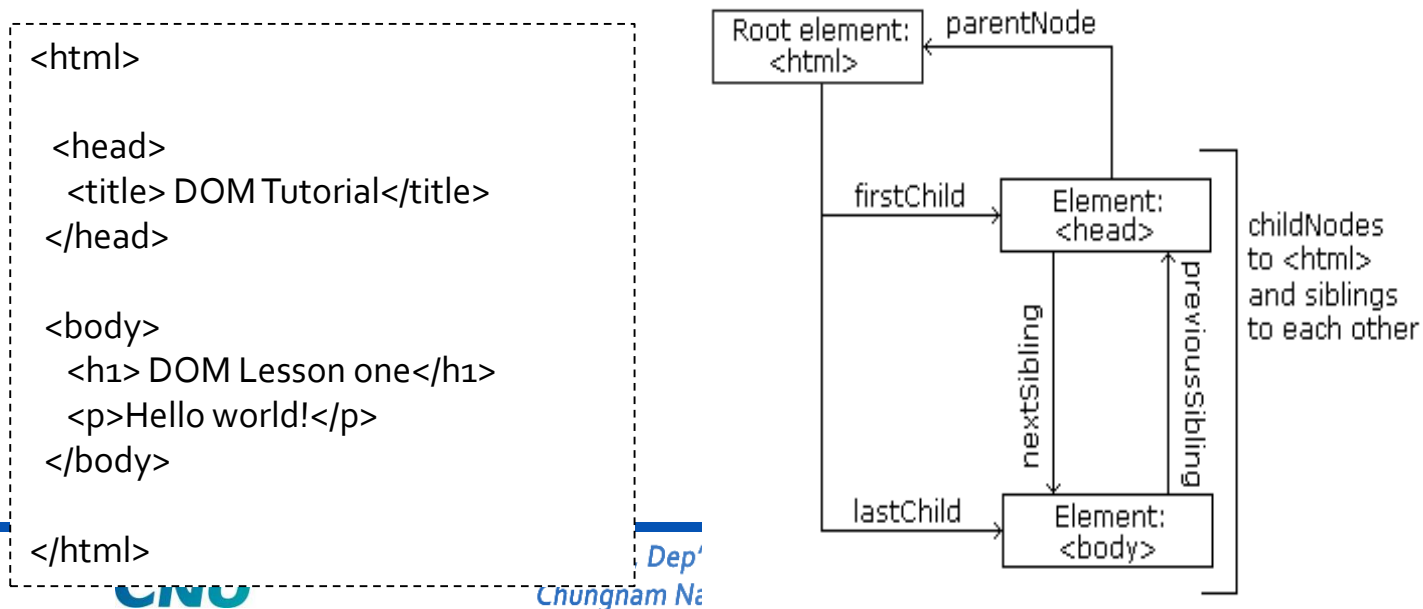 <html>
<head>
<title> DOM Tutorial</title>
</head>
<body>
<h1> DOM Lesson one</h1>
<p>Hello world!</p>
</body>
</html>
Root element:
<html>
parentNode
firstChild
Element:
<head>
childNodes
to <html>
and siblings
to each other
nextSibling
previousSibling
lastChild
Element:
<body>
CNU
Dep'
Chungnam Na